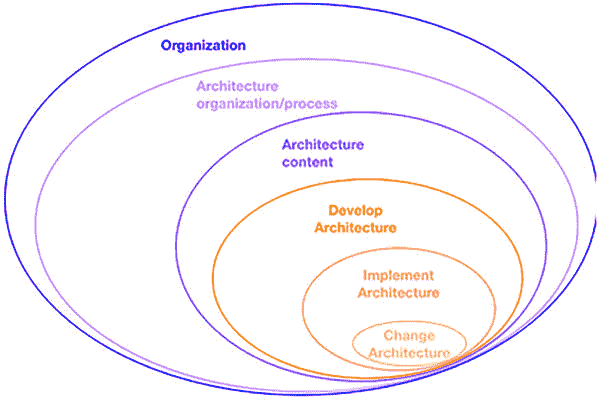 Organization
Architecture
organization/process
Architecture
content
Develop
Architecture
Implement
Architecture
Change
Architecture